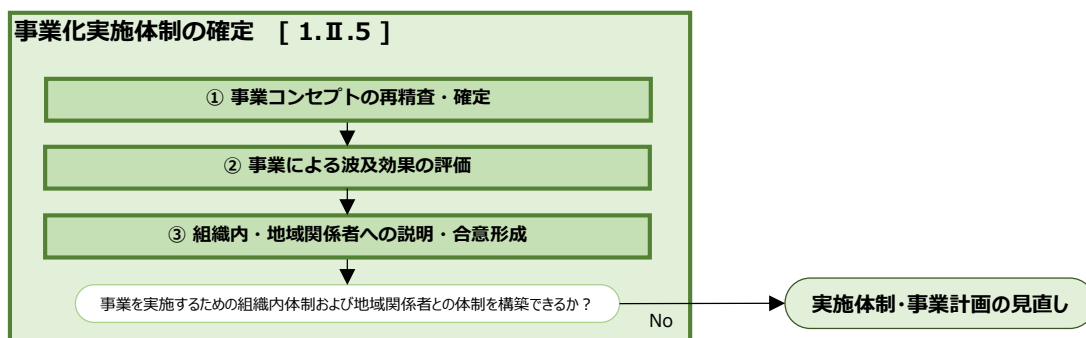 事業化実施体制の確定　[ 1.Ⅱ.5 ]
① 事業コンセプトの再精査・確定
② 事業による波及効果の評価
③ 組織内・地域関係者への説明・合意形成
事業を実施するための組織内体制および地域関係者との体制を構築できるか？
No
実施体制・事業計画の見直し